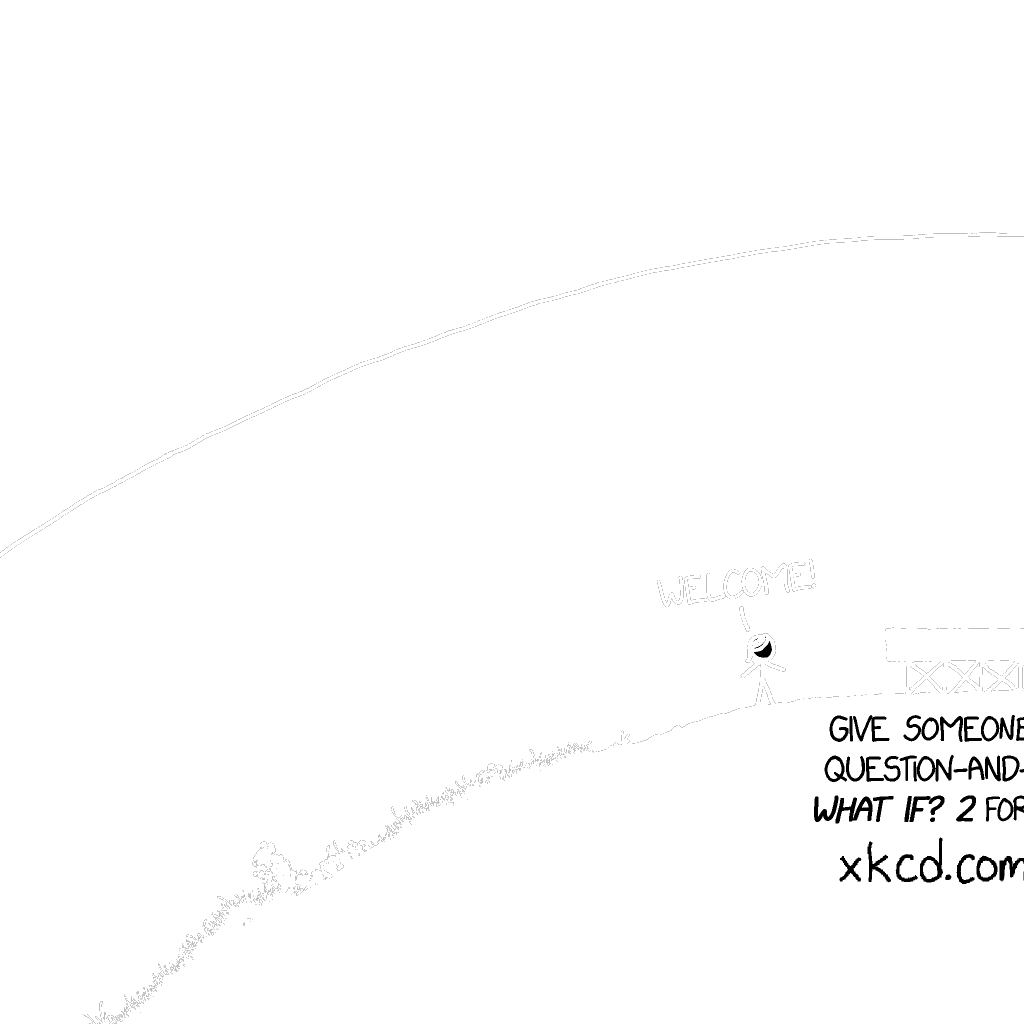 WELCOME!
GIVE SOMEONE
QUESTION-AND-
WHAT IF? 2 FOR
xkcd.com